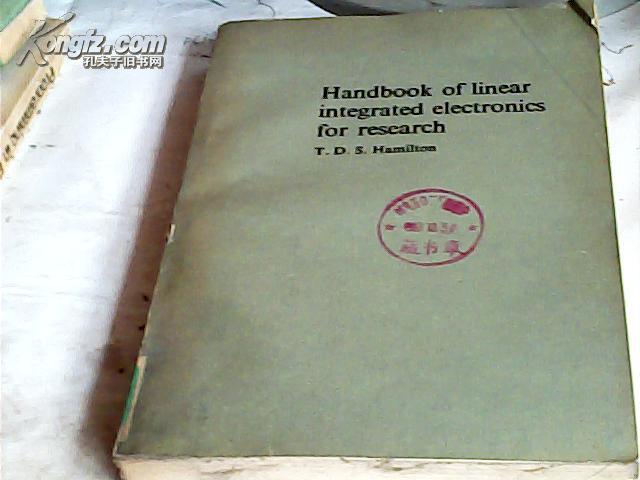 Kongfz.com
孔夫子旧书网
Handbook of linear
integrated electronics
for research
T. D. S. Hamilton
藏书章